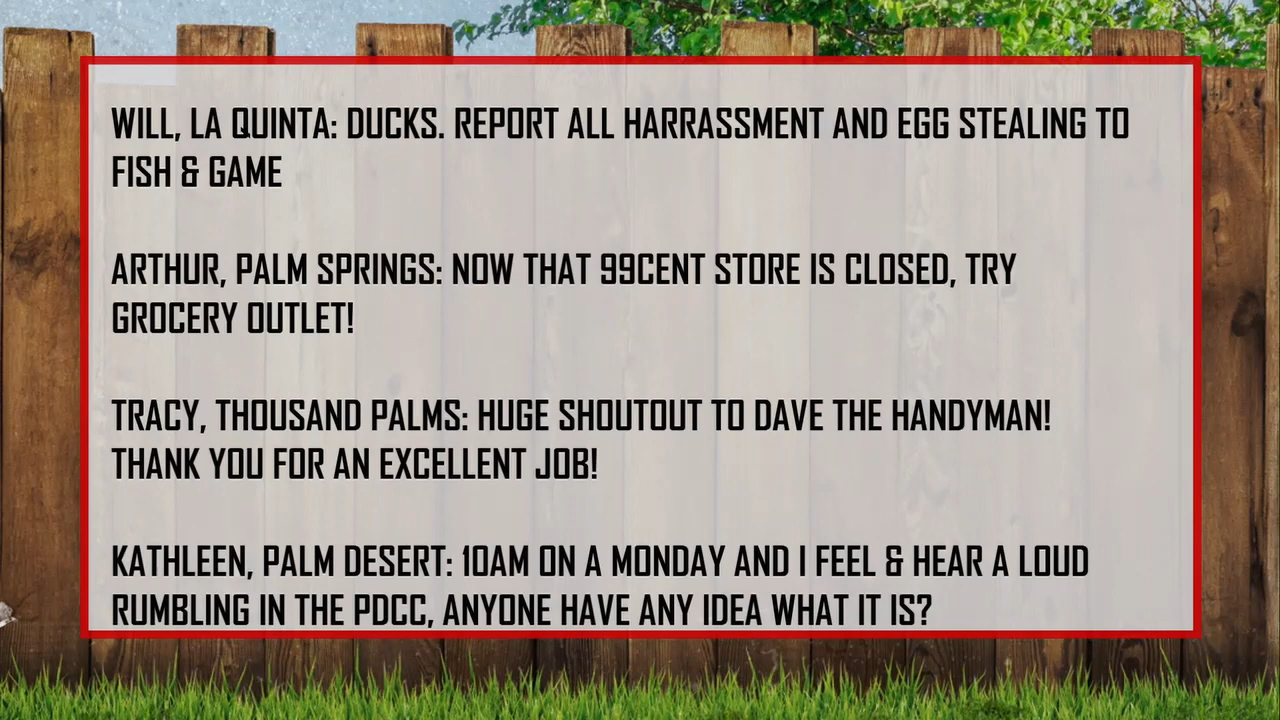 WILL, LA QUINTA: DUCKS. REPORT ALL HARRASSMENT AND EGG STEALING TO
FISH & GAME
ARTHUR, PALM SPRINGS: NOW THAT 99CENT STORE IS CLOSED, TRY
GROCERY OUTLET!
TRACY, THOUSAND PALMS: HUGE SHOUTOUT TO DAVE THE HANDYMAN!
THANK YOU FOR AN EXCELLENT JOB!
KATHLEEN, PALM DESERT: 10AM ON A MONDAY AND I FEEL & HEAR A LOUD
RUMBLING IN THE PDCC, ANYONE HAVE ANY IDEA WHAT IT IS?